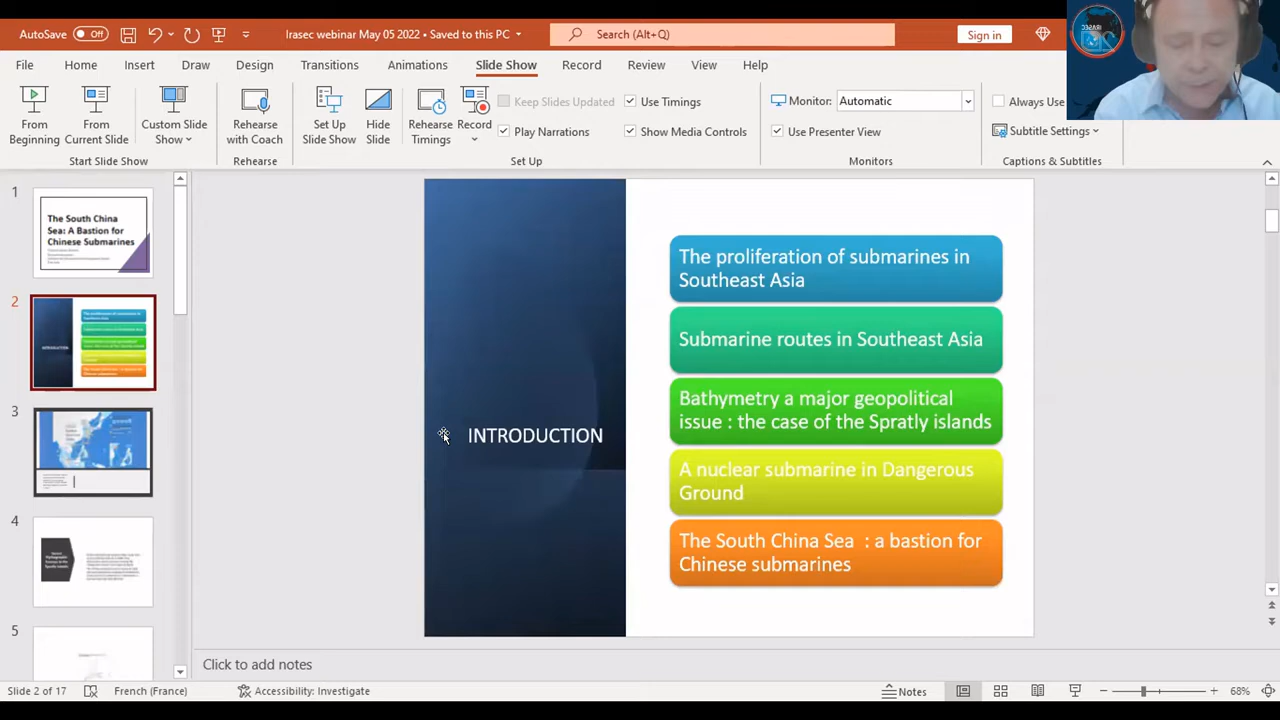 AutoSave Off
Irasec webinar May 05 2022 • Saved to this PC
Search (Alt+Q)
Sign in
IRASEC
File Home Insert Draw Design Transitions Animations Slide Show Record Review View Help
From Beginning
From Current Slide
Custom Slide Show
Start Slide Show
Rehearse with Coach
Rehearse
Set Up Slide Show
Hide Slide
Rehearse Timings
Record
Keep Slides Updated
Play Narrations
Use Timings
Show Media Controls
Set Up
Monitor: Automatic
Use Presenter View
Monitors
Always Use
Subtitle Settings
Captions & Subtitles
1
The South China
Sea: A Bastion for
Chinese Submarines
2
INTRODUCTION
3
4
5
INTRODUCTION
The proliferation of submarines in
Southeast Asia
Submarine routes in Southeast Asia
Bathymetry a major geopolitical
issue : the case of the Spratly islands
A nuclear submarine in Dangerous
Ground
The South China Sea : a bastion for
Chinese submarines
Click to add notes
Slide 2 of 17 French (France) Accessibility: Investigate Notes 68%